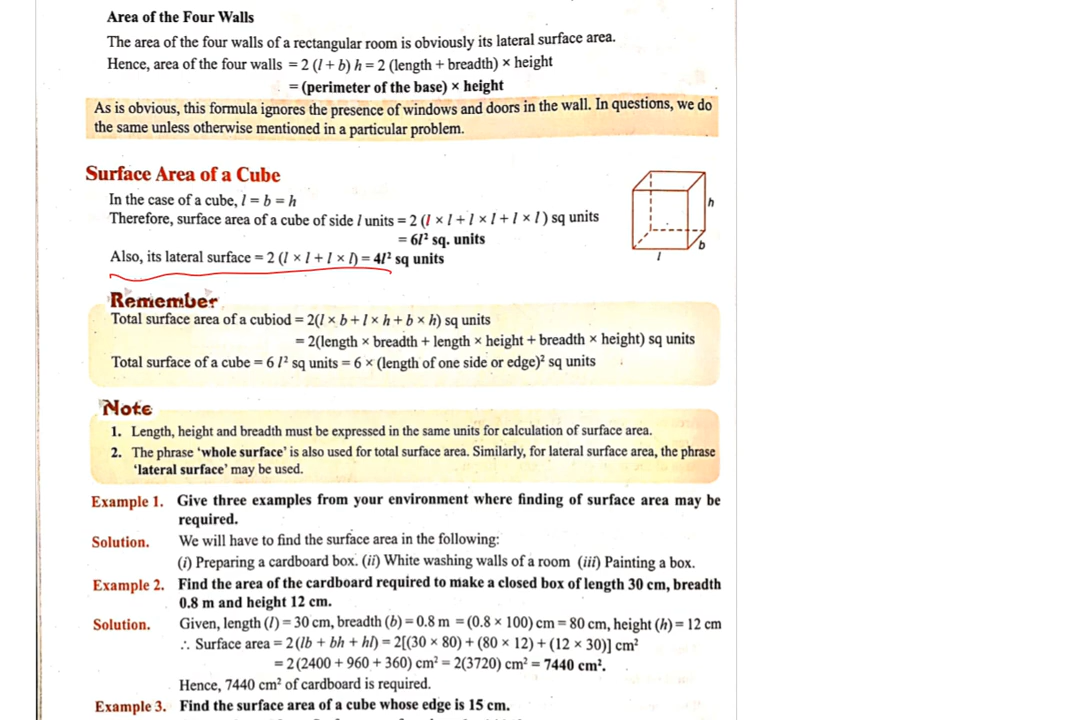 Area of the Four Walls
The area of the four walls of a rectangular room is obviously its lateral surface area.
Hence, area of the four walls = 2 (l + b) h = 2 (length + breadth) × height
= (perimeter of the base) × height
As is obvious, this formula ignores the presence of windows and doors in the wall. In questions, we do
the same unless otherwise mentioned in a particular problem.
Surface Area of a Cube
In the case of a cube, l = b = h
Therefore, surface area of a cube of side l units = 2 (l × l + l × l + l × l) sq units
= 6l² sq. units
Also, its lateral surface = 2 (l × l + l × l) = 4l² sq units
h
b
l
Remember
Total surface area of a cubiod = 2(l × b + l × h + b × h) sq units
= 2(length × breadth + length × height + breadth × height) sq units
Total surface of a cube = 6 l² sq units = 6 × (length of one side or edge)² sq units
Note
1. Length, height and breadth must be expressed in the same units for calculation of surface area.
2. The phrase ‘whole surface’ is also used for total surface area. Similarly, for lateral surface area, the phrase
‘lateral surface’ may be used.
Example 1. Give three examples from your environment where finding of surface area may be
required.
Solution. We will have to find the surface area in the following:
(i) Preparing a cardboard box. (ii) White washing walls of a room (iii) Painting a box.
Example 2. Find the area of the cardboard required to make a closed box of length 30 cm, breadth
0.8 m and height 12 cm.
Solution. Given, length (l) = 30 cm, breadth (b) = 0.8 m = (0.8 × 100) cm = 80 cm, height (h) = 12 cm
∴ Surface area = 2(lb + bh + hl) = 2[(30 × 80) + (80 × 12) + (12 × 30)] cm²
= 2(2400 + 960 + 360) cm² = 2(3720) cm² = 7440 cm².
Hence, 7440 cm² of cardboard is required.
Example 3. Find the surface area of a cube whose edge is 15 cm.